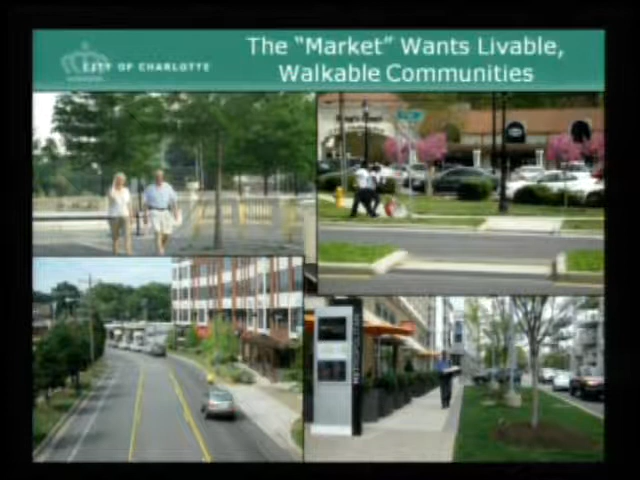 The “Market” Wants Livable,
Walkable Communities
CITY OF CHARLOTTE